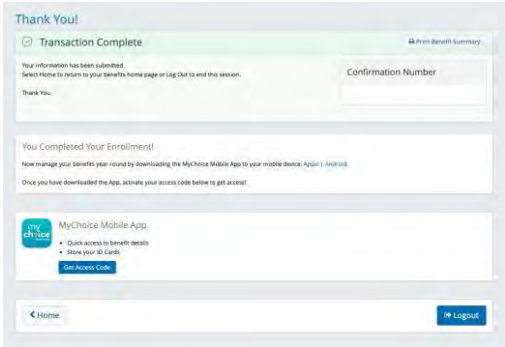 Thank You!
Transaction Complete
Print Benefit Summary
Your information has been submitted.
Select Home to return to your benefits home page or Log Out to end this session.
Thank You.
Confirmation Number
You Completed Your Enrollment!
Now manage your benefits year-round by downloading the MyChoice Mobile App to your mobile device: Apple | Android.
Once you have downloaded the App, activate your access code below to get access!
my
choice
MyChoice Mobile App
• Quick access to benefit details
• Store your ID Cards
Get Access Code
Home
Logout